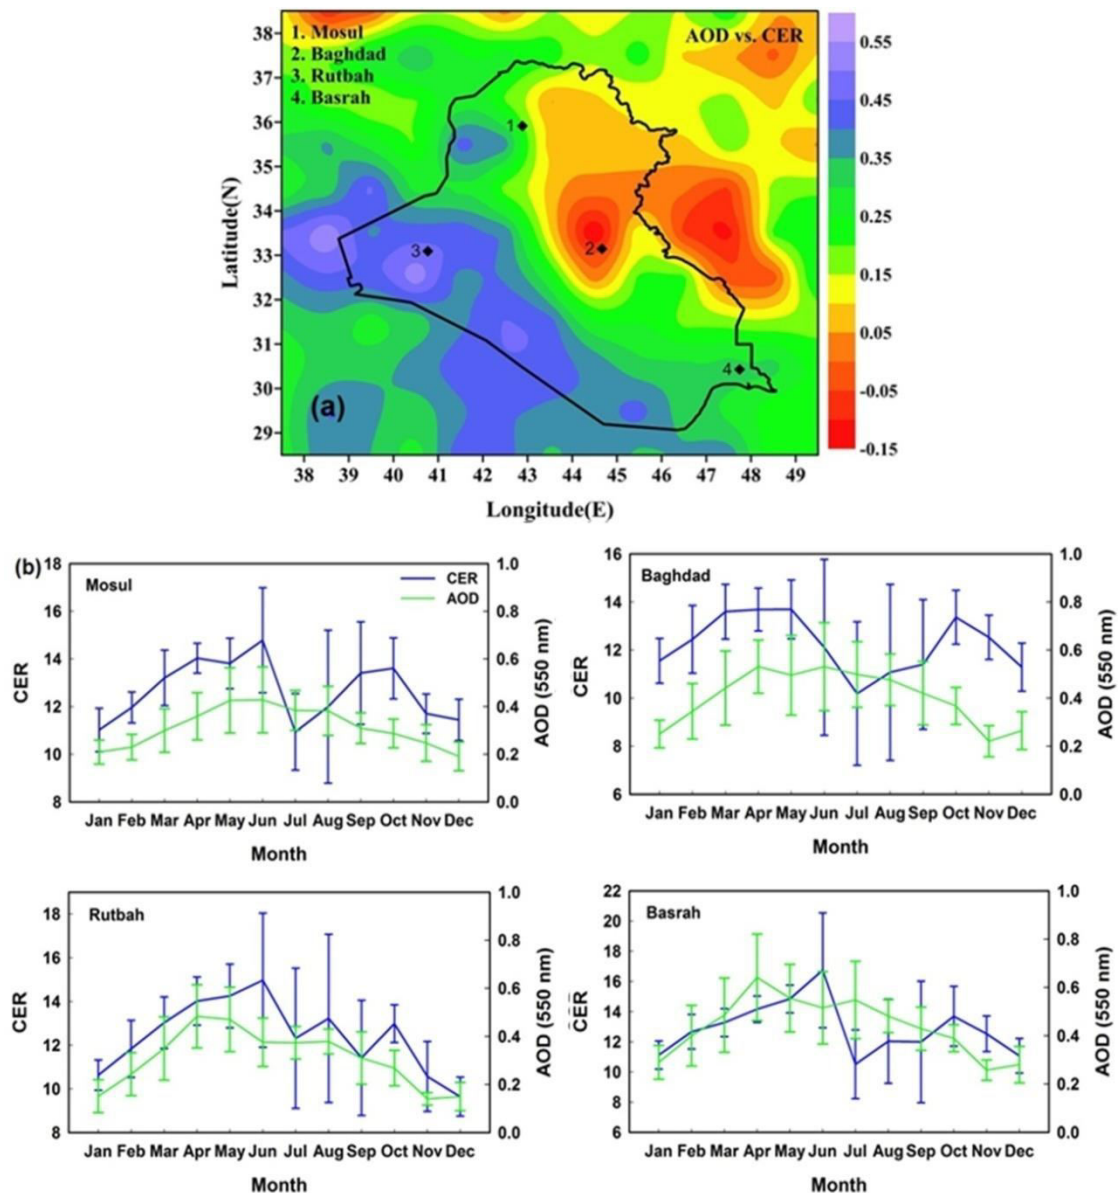 1. Mosul
2. Baghdad
3. Rutbah
4. Basrah
AOD vs. CER
Latitude(N)
38
37
36
35
34
33
32
31
30
29
1
2
3
4
(a)
38 39 40 41 42 43 44 45 46 47 48 49
Longitude(E)
0.55
0.45
0.35
0.25
0.15
0.05
-0.05
-0.15
(b)
Mosul
CER
AOD
CER
18
16
14
12
10
8
AOD (550 nm)
1.0
0.8
0.6
0.4
0.2
0.0
Jan Feb Mar Apr May Jun Jul Aug Sep Oct Nov Dec
Month
Baghdad
CER
16
14
12
10
8
6
AOD (550 nm)
1.0
0.8
0.6
0.4
0.2
0.0
Jan Feb Mar Apr May Jun Jul Aug Sep Oct Nov Dec
Month
Rutbah
CER
18
16
14
12
10
8
AOD (550 nm)
1.0
0.8
0.6
0.4
0.2
0.0
Jan Feb Mar Apr May Jun Jul Aug Sep Oct Nov Dec
Month
Basrah
CER
22
20
18
16
14
12
10
8
6
AOD (550 nm)
1.0
0.8
0.6
0.4
0.2
0.0
Jan Feb Mar Apr May Jun Jul Aug Sep Oct Nov Dec
Month